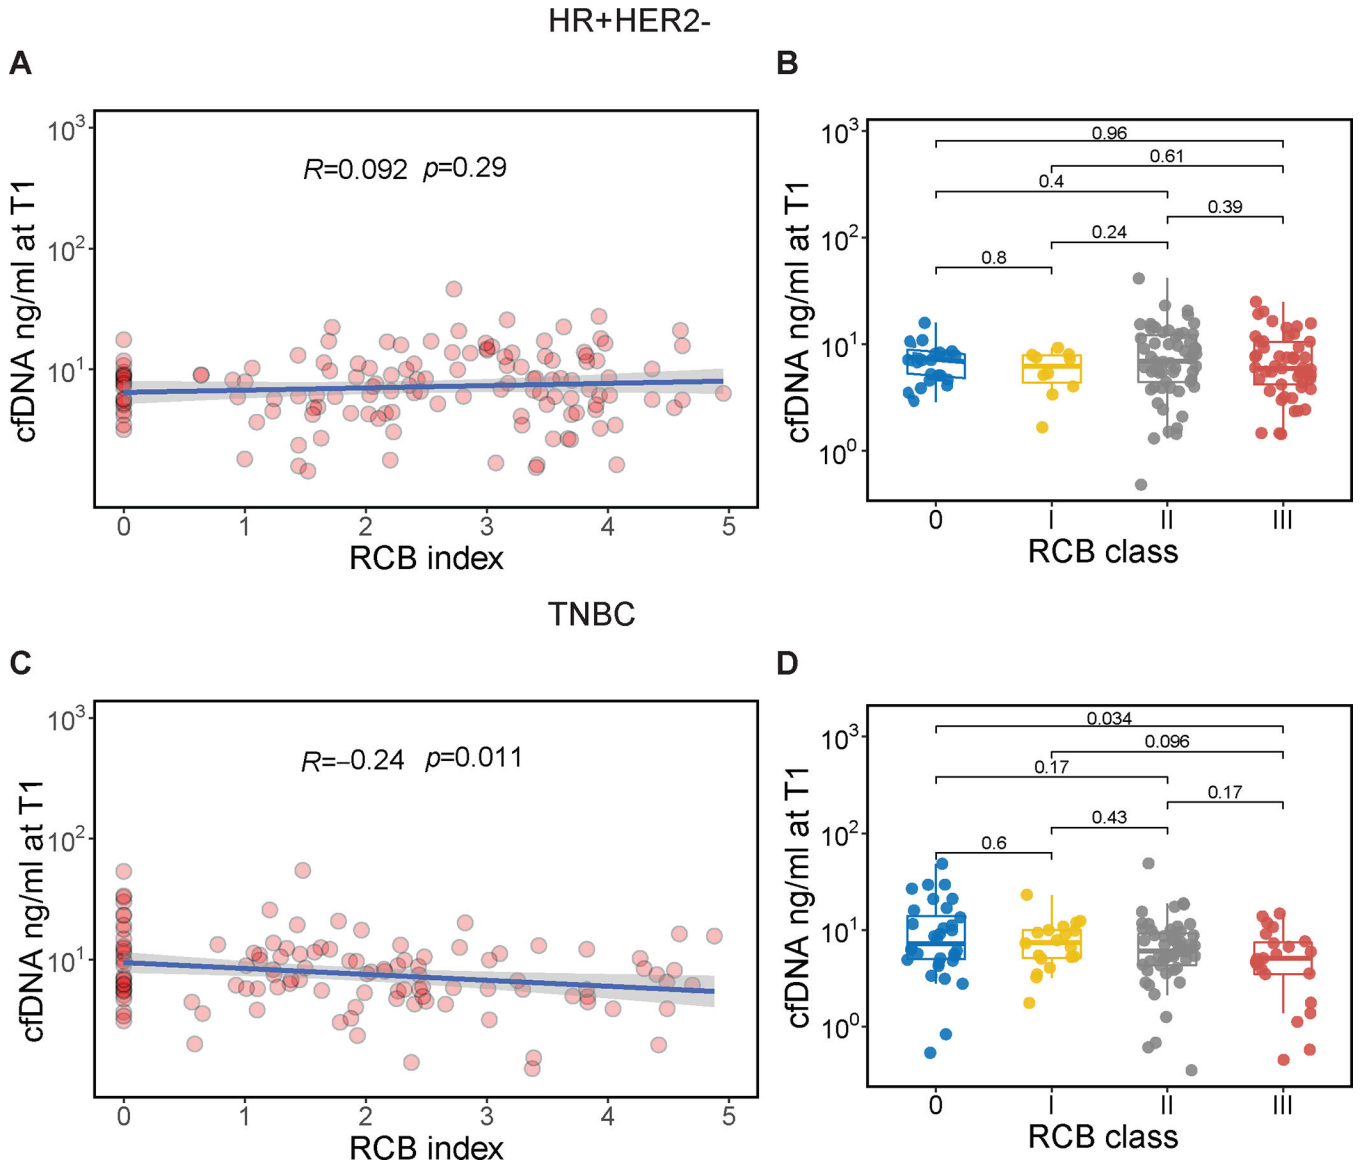 HR+HER2-
A
cfDNA ng/ml at T1
10³
10²
10¹
R=0.092 p=0.29
0 1 2 3 4 5
RCB index
B
cfDNA ng/ml at T1
10³
10²
10¹
10⁰
0.96
0.61
0.4
0.39
0.24
0.8
0 I II III
RCB class
TNBC
C
cfDNA ng/ml at T1
10³
10²
10¹
R=–0.24 p=0.011
0 1 2 3 4 5
RCB index
D
cfDNA ng/ml at T1
10³
10²
10¹
10⁰
0.034
0.096
0.17
0.17
0.43
0.6
0 I II III
RCB class